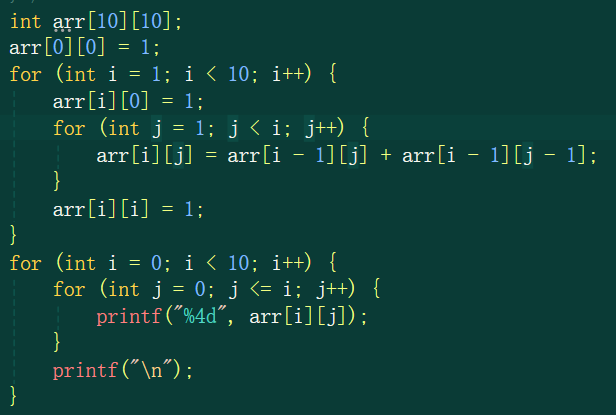 int arr[10][10];
arr[0][0] = 1;
for (int i = 1; i < 10; i++) {
    arr[i][0] = 1;
    for (int j = 1; j < i; j++) {
        arr[i][j] = arr[i - 1][j] + arr[i - 1][j - 1];
    }
    arr[i][i] = 1;
}
for (int i = 0; i < 10; i++) {
    for (int j = 0; j <= i; j++) {
        printf("%4d", arr[i][j]);
    }
    printf("\n");
}